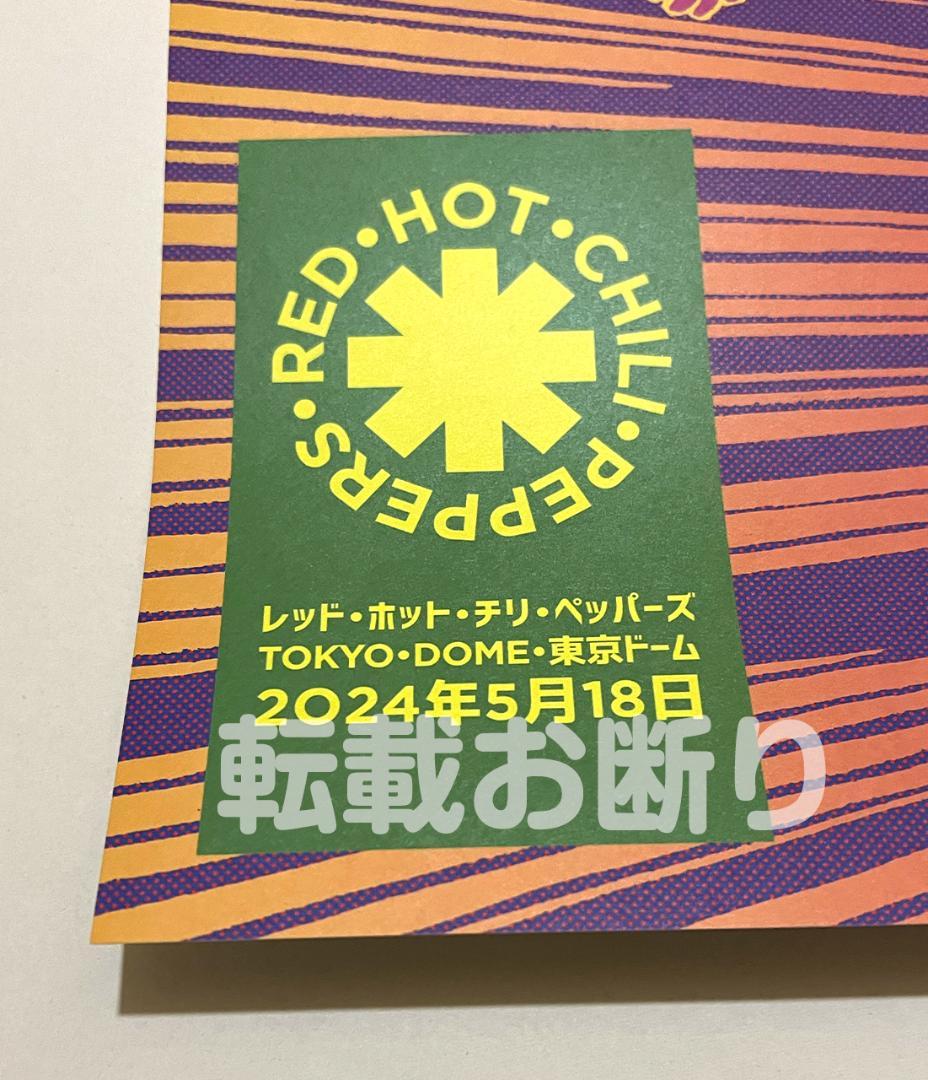 RED•HOT•CHILI•PEPPERS•
レッド・ホット・チリ・ペッパーズ
TOKYO•DOME•東京ドーム
2024年5月18日
転載お断り